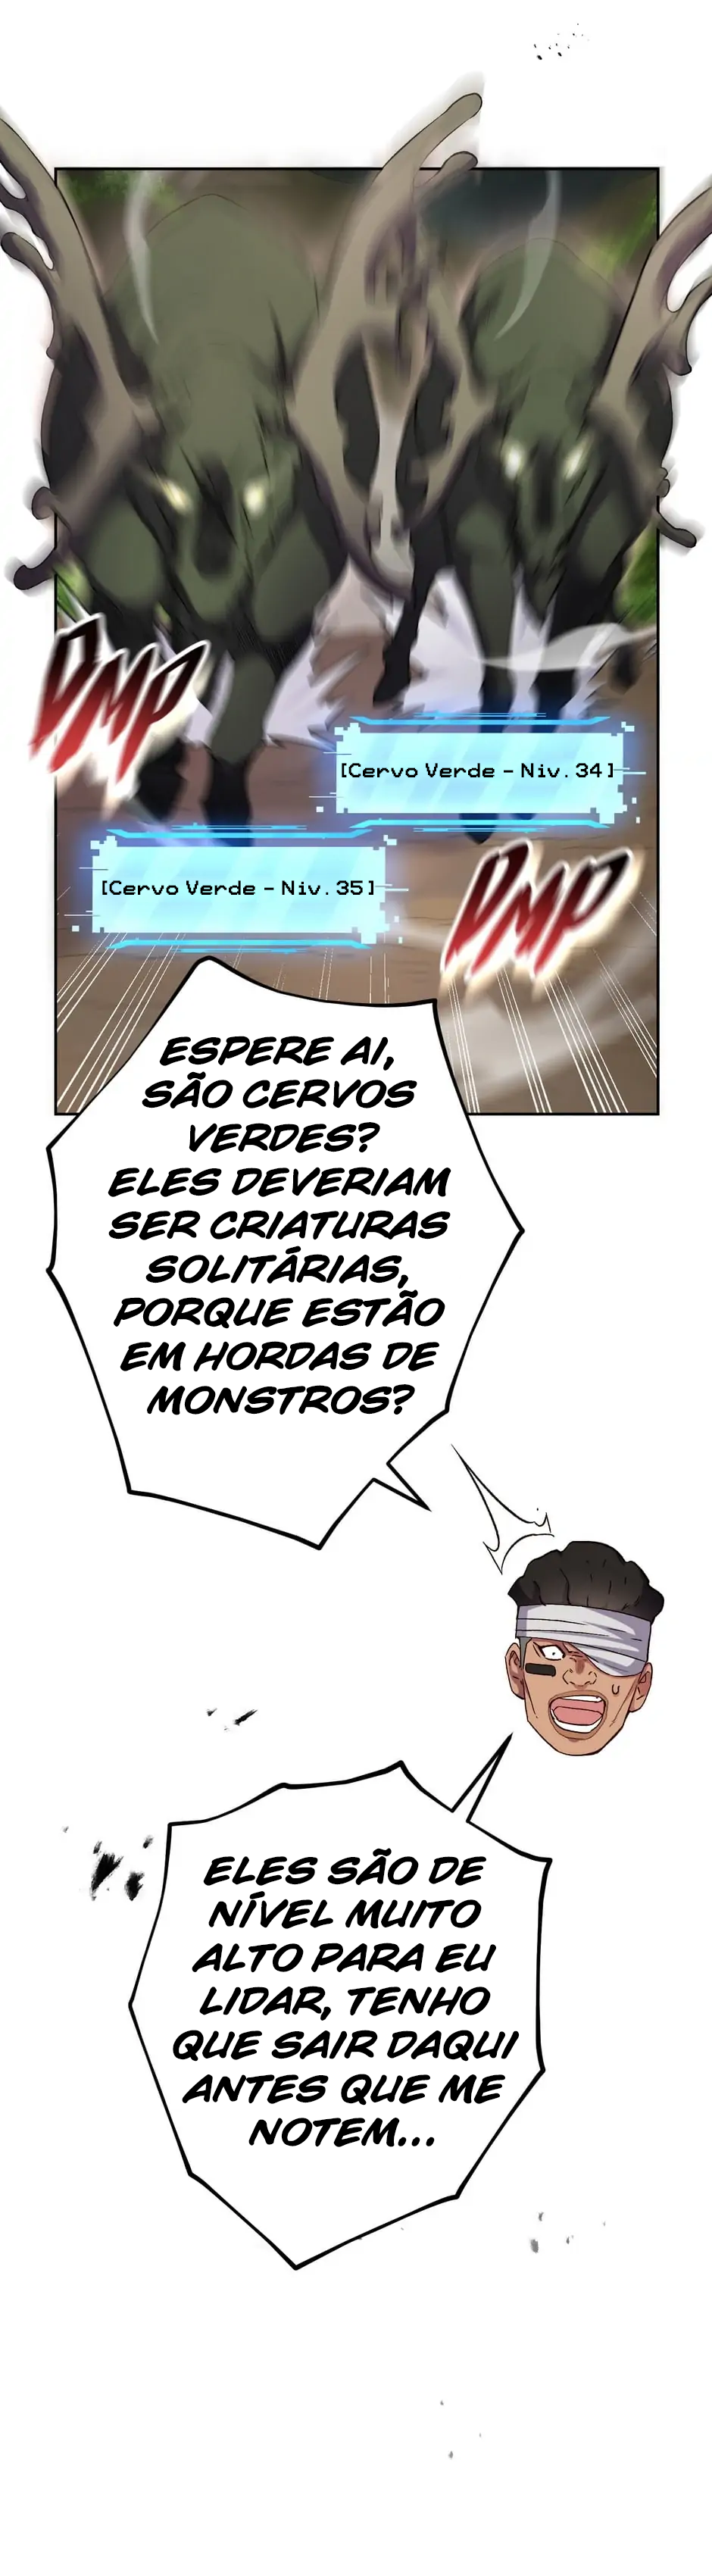 DMP
[Cervo Verde - Niv. 34]
[Cervo Verde - Niv. 35]
DMP
ESPERE AI,
SÃO CERVOS
VERDES?
ELES DEVERIAM
SER CRIATURAS
SOLITÁRIAS,
PORQUE ESTÃO
EM HORDAS DE
MONSTROS?
ELES SÃO DE
NÍVEL MUITO
ALTO PARA EU
LIDAR, TENHO
QUE SAIR DAQUI
ANTES QUE ME
NOTEM...